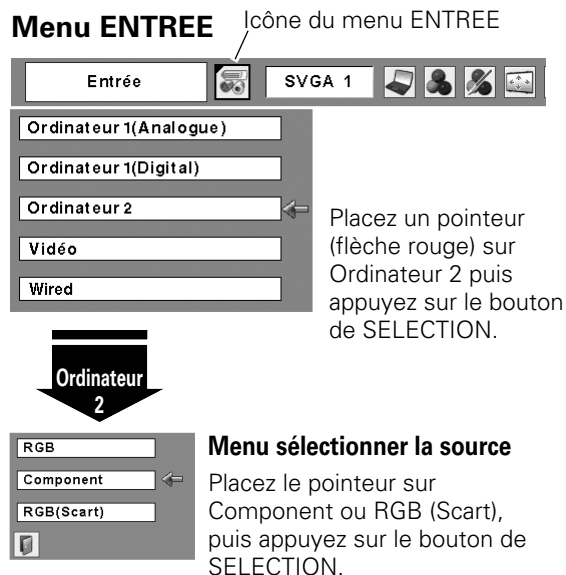 Menu ENTREE
Icône du menu ENTREE
Entrée
SVGA 1
Ordinateur 1(Analogue)
Ordinateur 1(Digital)
Ordinateur 2
Vidéo
Wired
Placez un pointeur
(flèche rouge) sur
Ordinateur 2 puis
appuyez sur le bouton
de SELECTION.
Ordinateur
2
RGB
Component
RGB(Scart)
Menu sélectionner la source
Placez le pointeur sur
Component ou RGB (Scart),
puis appuyez sur le bouton de
SELECTION.